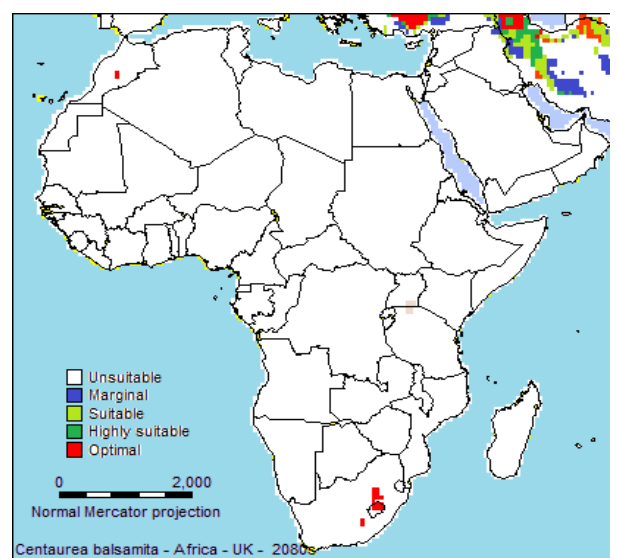 Unsuitable
Marginal
Suitable
Highly suitable
Optimal
0 2,000
Normal Mercator projection
Centaurea balsamita - Africa - UK - 2080s